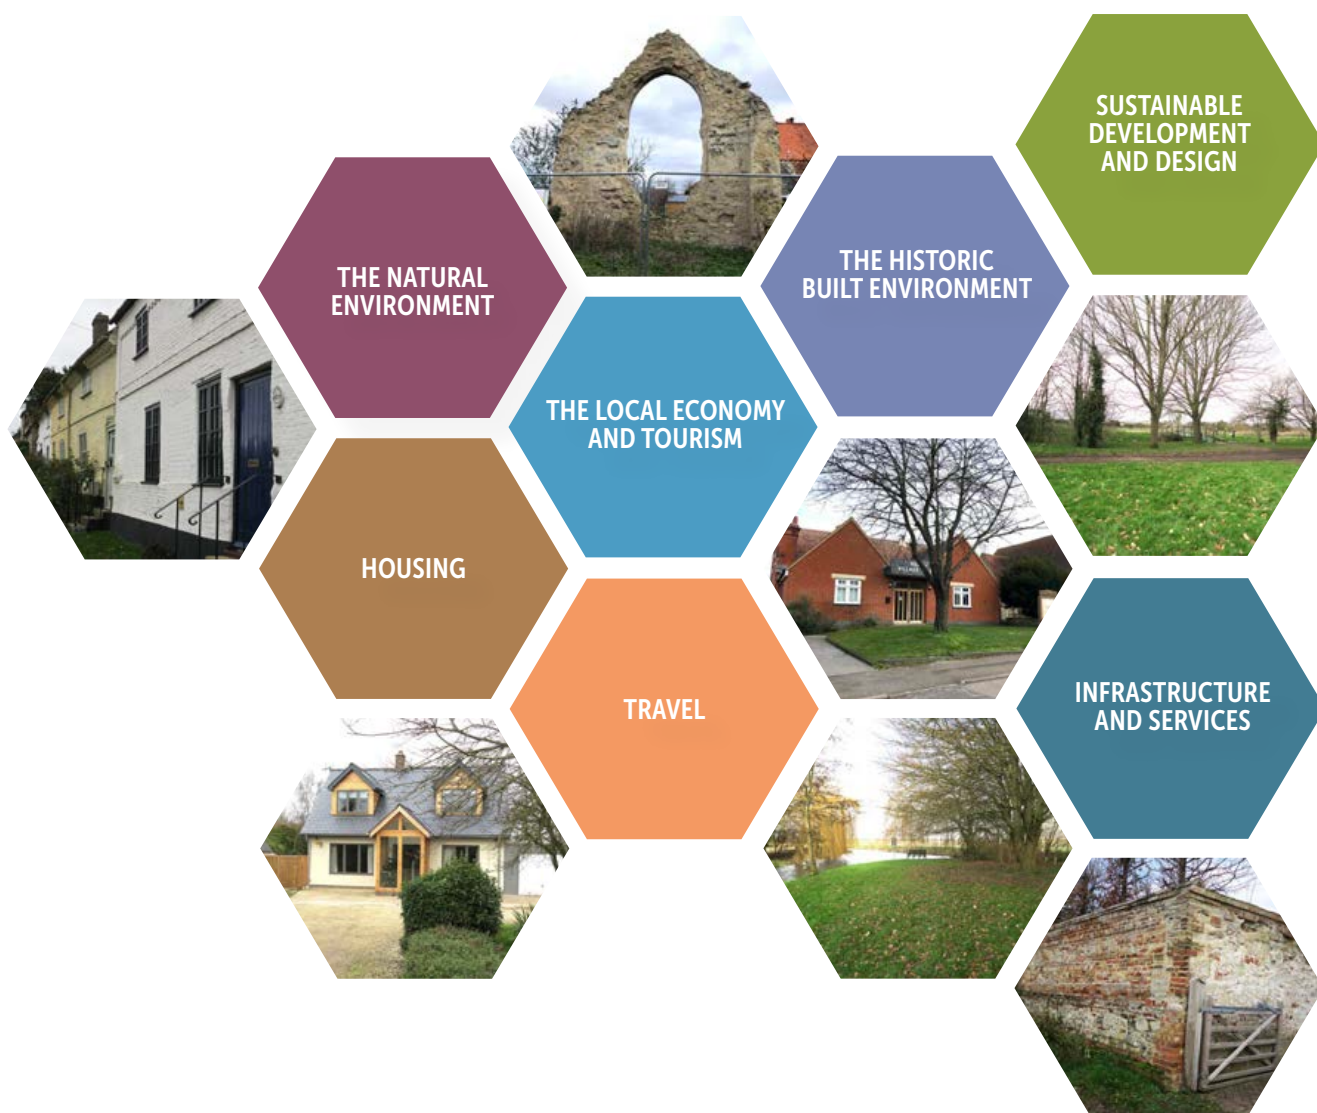 SUSTAINABLE
DEVELOPMENT
AND DESIGN
THE NATURAL
ENVIRONMENT
THE HISTORIC
BUILT ENVIRONMENT
THE LOCAL ECONOMY
AND TOURISM
HOUSING
TRAVEL
INFRASTRUCTURE
AND SERVICES